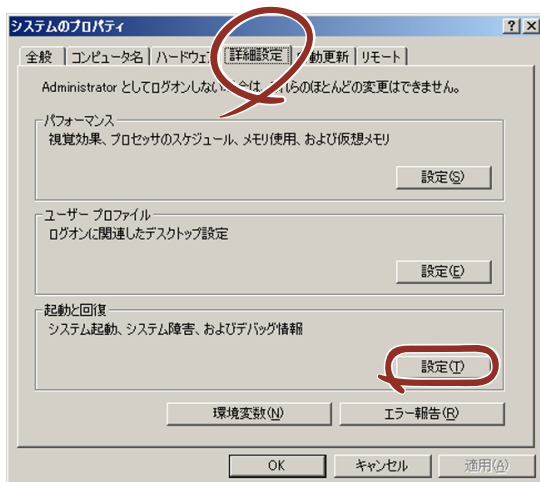 システムのプロパティ
全般 コンピュータ名 ハードウェア 詳細設定 自動更新 リモート
Administrator としてログオンしない場合は、これらのほとんどの変更はできません。
パフォーマンス
視覚効果、プロセッサのスケジュール、メモリ使用、および仮想メモリ
設定(S)
ユーザー プロファイル
ログオンに関連したデスクトップ設定
設定(E)
起動と回復
システム起動、システム障害、およびデバッグ情報
設定(T)
環境変数(N) エラー報告(R)
OK キャンセル 適用(A)